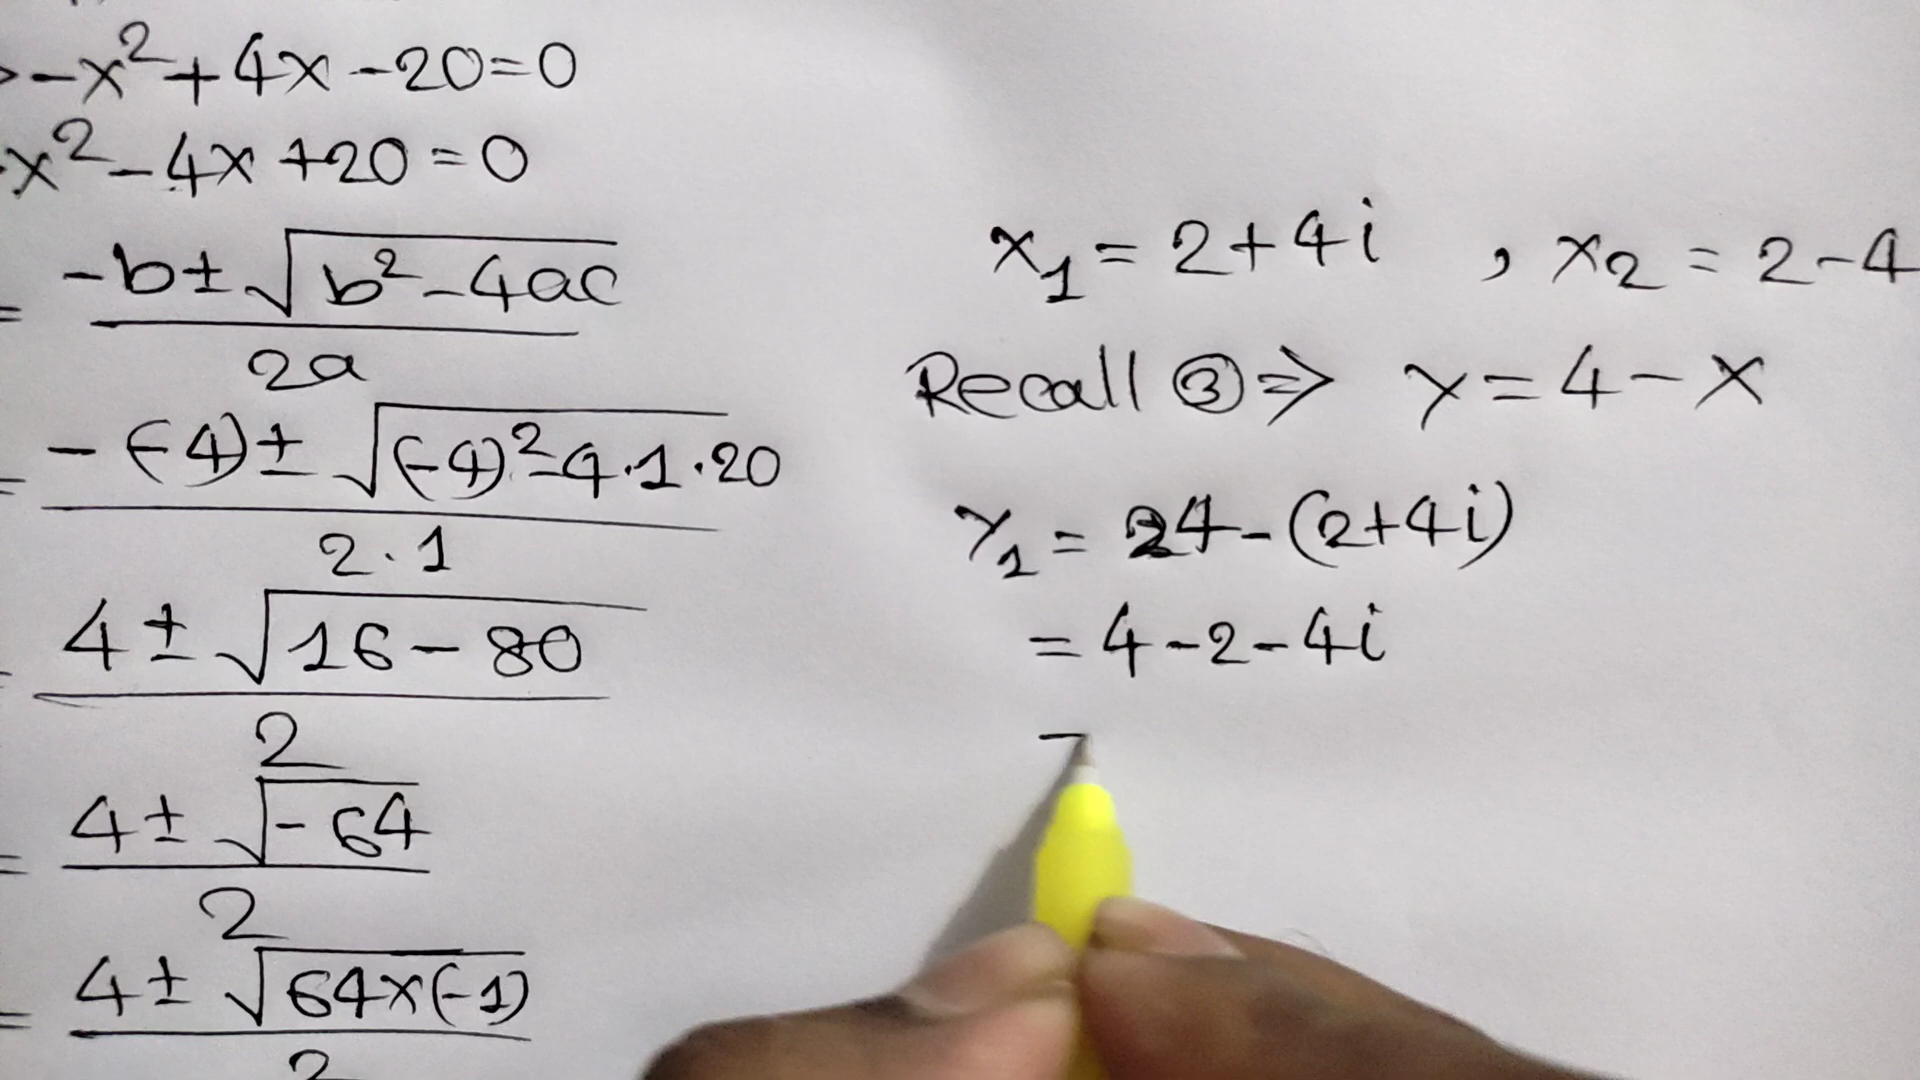 -x²+4x-20=0
x²-4x+20=0
= -b±√(b²-4ac)
2a
= -(-4)±√((-4)²-4·1·20)
2·1
4±√(16-80)
2
= 4±√(-64)
2
= 4±√(64×(-1))
2
x₁=2+4i , x₂=2-4
Recall ③⇒ y=4-x
y₁=24-(2+4i)
=4-2-4i